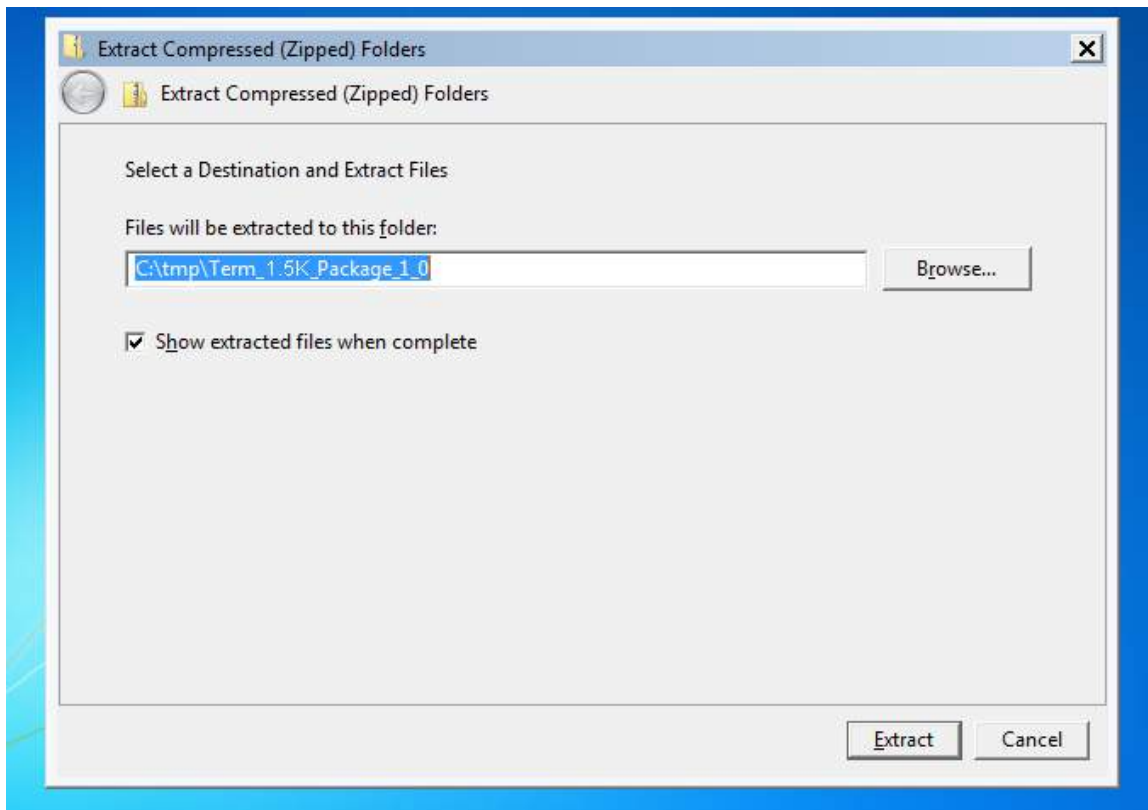 Extract Compressed (Zipped) Folders
Extract Compressed (Zipped) Folders
Select a Destination and Extract Files
Files will be extracted to this folder:
C:\tmp\Term_1.5K_Package_1_0
Browse...
Show extracted files when complete
Extract
Cancel